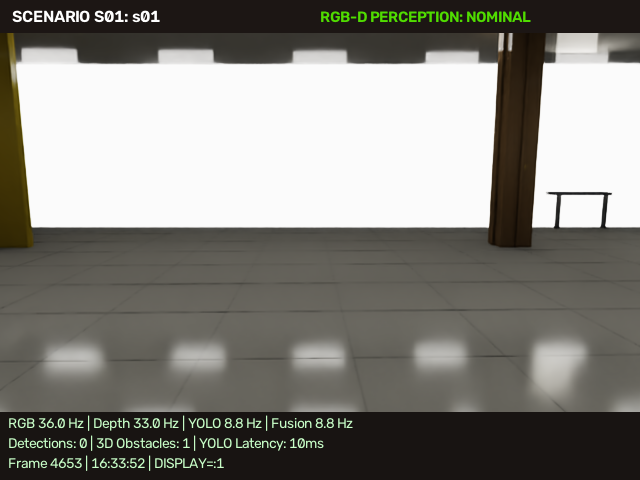 SCENARIO S01: s01
RGB-D PERCEPTION: NOMINAL
RGB 36.0 Hz | Depth 33.0 Hz | YOLO 8.8 Hz | Fusion 8.8 Hz
Detections: 0 | 3D Obstacles: 1 | YOLO Latency: 10ms
Frame 4653 | 16:33:52 | DISPLAY=:1